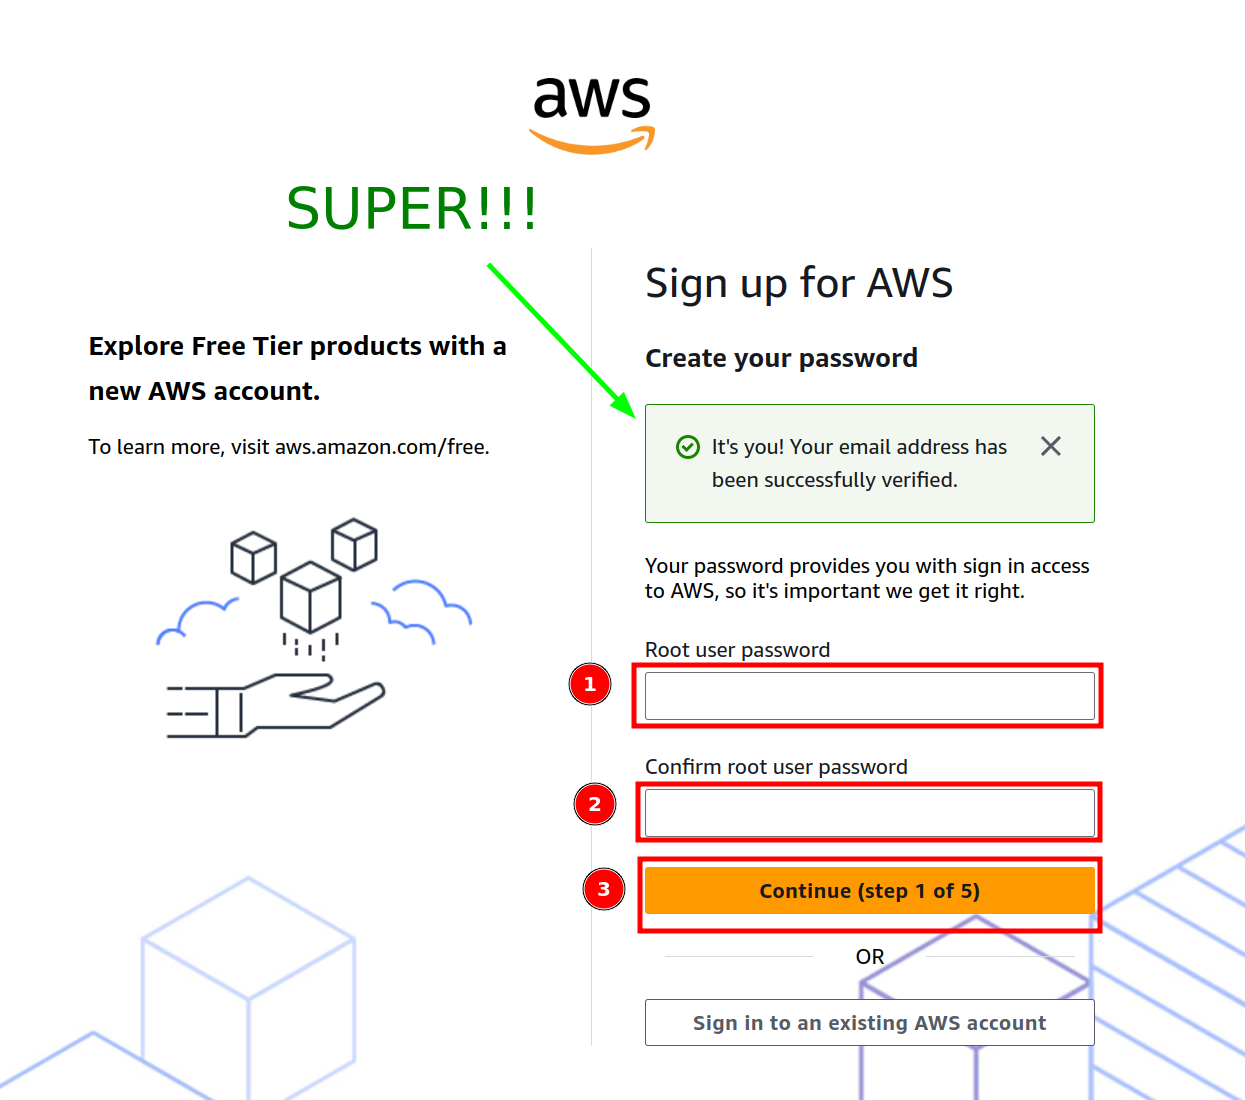 aws
SUPER!!!
Explore Free Tier products with a
new AWS account.
To learn more, visit aws.amazon.com/free.
Sign up for AWS
Create your password
It's you! Your email address has
been successfully verified.
Your password provides you with sign in access
to AWS, so it's important we get it right.
Root user password
1
Confirm root user password
2
3
Continue (step 1 of 5)
OR
Sign in to an existing AWS account